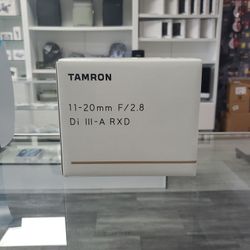 TAMRON
11-20mm F/2.8
Di III-A RXD